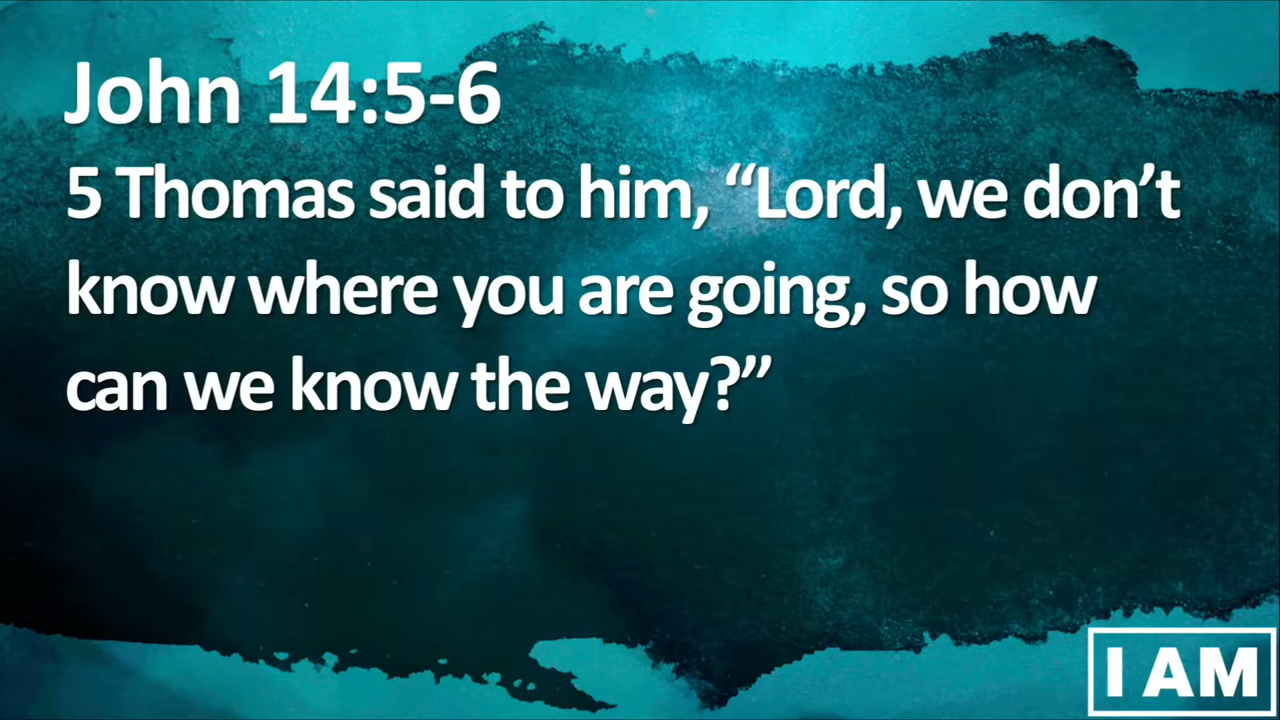 John 14:5-6
5 Thomas said to him, “Lord, we don’t
know where you are going, so how
can we know the way?”
I AM